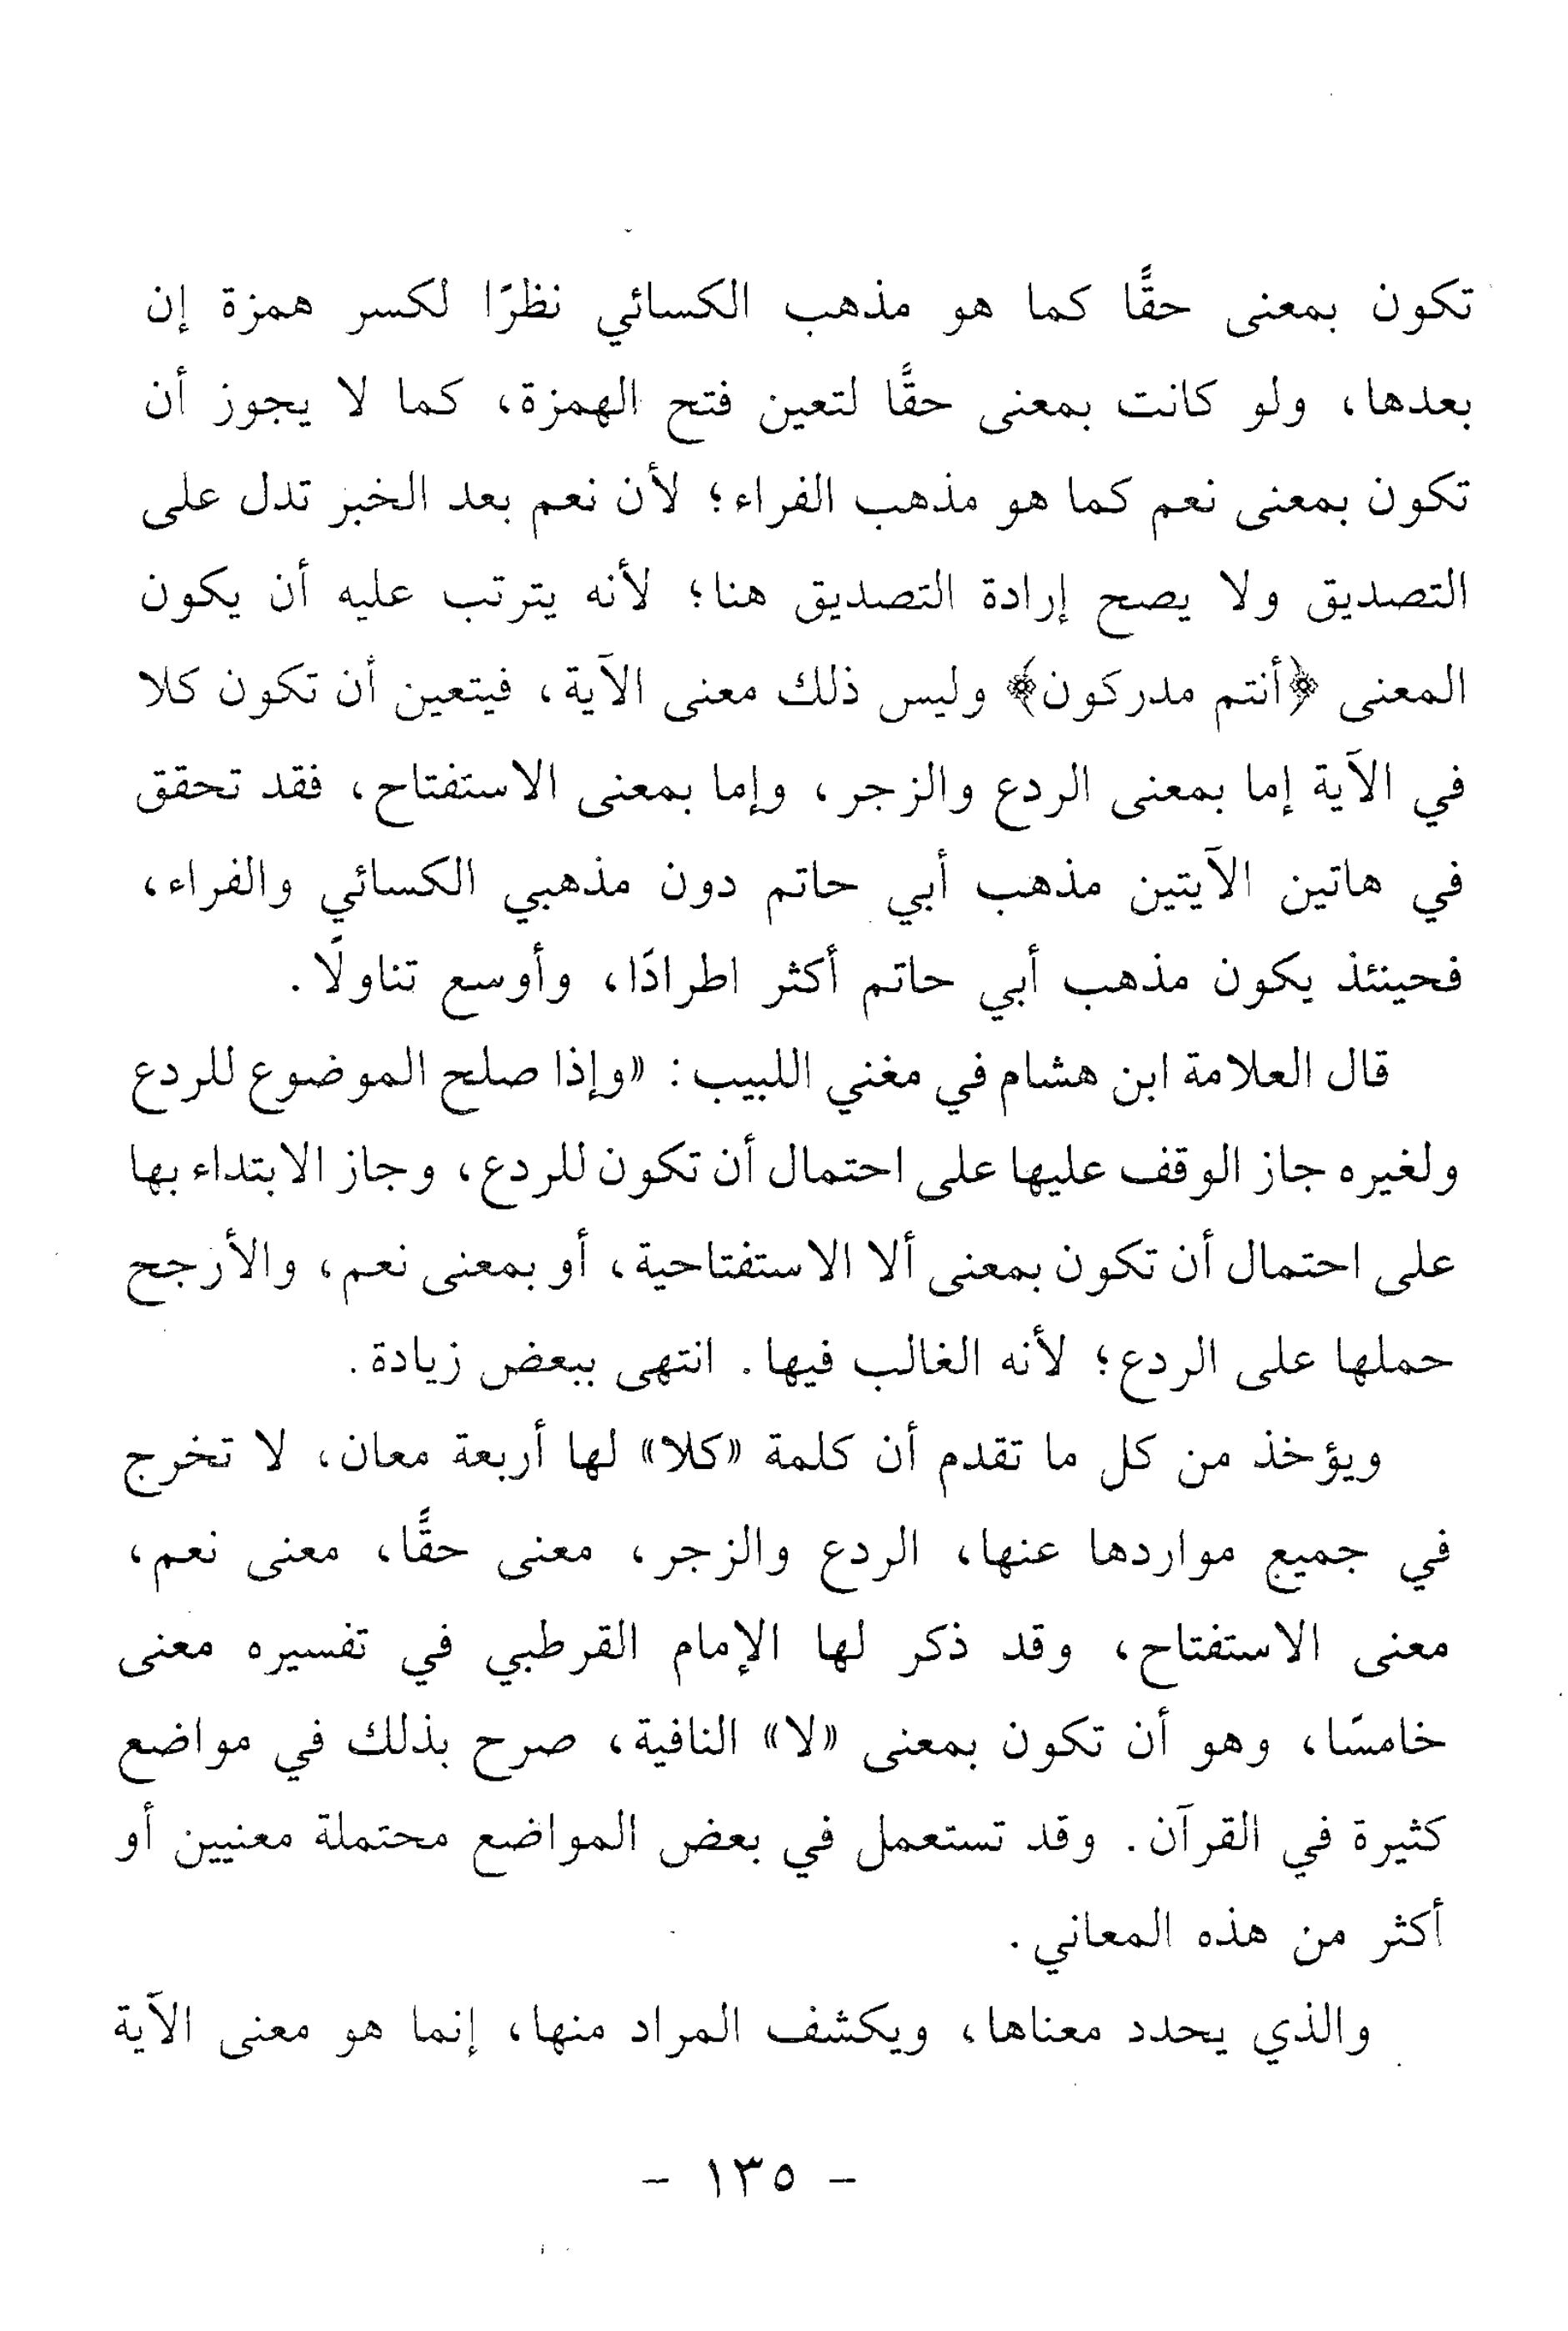 تكون بمعنى حقًّا كما هو مذهب الكسائي نظرًا لكسر همزة إن
بعدها، ولو كانت بمعنى حقًّا لتعين فتح الهمزة، كما لا يجوز أن
تكون بمعنى نعم كما هو مذهب الفراء؛ لأن نعم بعد الخبر تدل على
التصديق ولا يصح إرادة التصديق هنا؛ لأنه يترتب عليه أن يكون
المعنى ﴿أنتم مدركون﴾ وليس ذلك معنى الآية، فيتعين أن تكون كلا
في الآية إما بمعنى الردع والزجر، وإما بمعنى الاستفتاح، فقد تحقق
في هاتين الآيتين مذهب أبي حاتم دون مذهبي الكسائي والفراء،
فحينئذ يكون مذهب أبي حاتم أكثر اطرادًا، وأوسع تناولًا.
قال العلامة ابن هشام في مغني اللبيب: «وإذا صلح الموضوع للردع
ولغيره جاز الوقف عليها على احتمال أن تكون للردع، وجاز الابتداء بها
على احتمال أن تكون بمعنى ألا الاستفتاحية، أو بمعنى نعم، والأرجح
حملها على الردع؛ لأنه الغالب فيها. انتهى ببعض زيادة.
ويؤخذ من كل ما تقدم أن كلمة «كلا» لها أربعة معان، لا تخرج
في جميع مواردها عنها، الردع والزجر، معنى حقًّا، معنى نعم،
معنى الاستفتاح، وقد ذكر لها الإمام القرطبي في تفسيره معنى
خامسًا، وهو أن تكون بمعنى «لا» النافية، صرح بذلك في مواضع
كثيرة في القرآن. وقد تستعمل في بعض المواضع محتملة معنيين أو
أكثر من هذه المعاني.
والذي يحدد معناها، ويكشف المراد منها، إنما هو معنى الآية
- ١٣٥ -